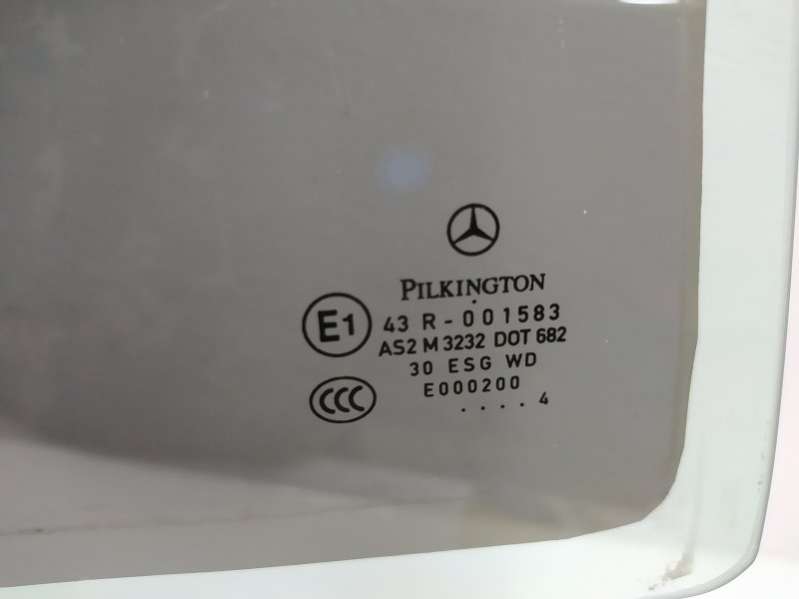 PILKINGTON
E1
43 R - 001583
AS2 M 3232 DOT 682
30 ESG WD
E000200
CCC
. . . . 4